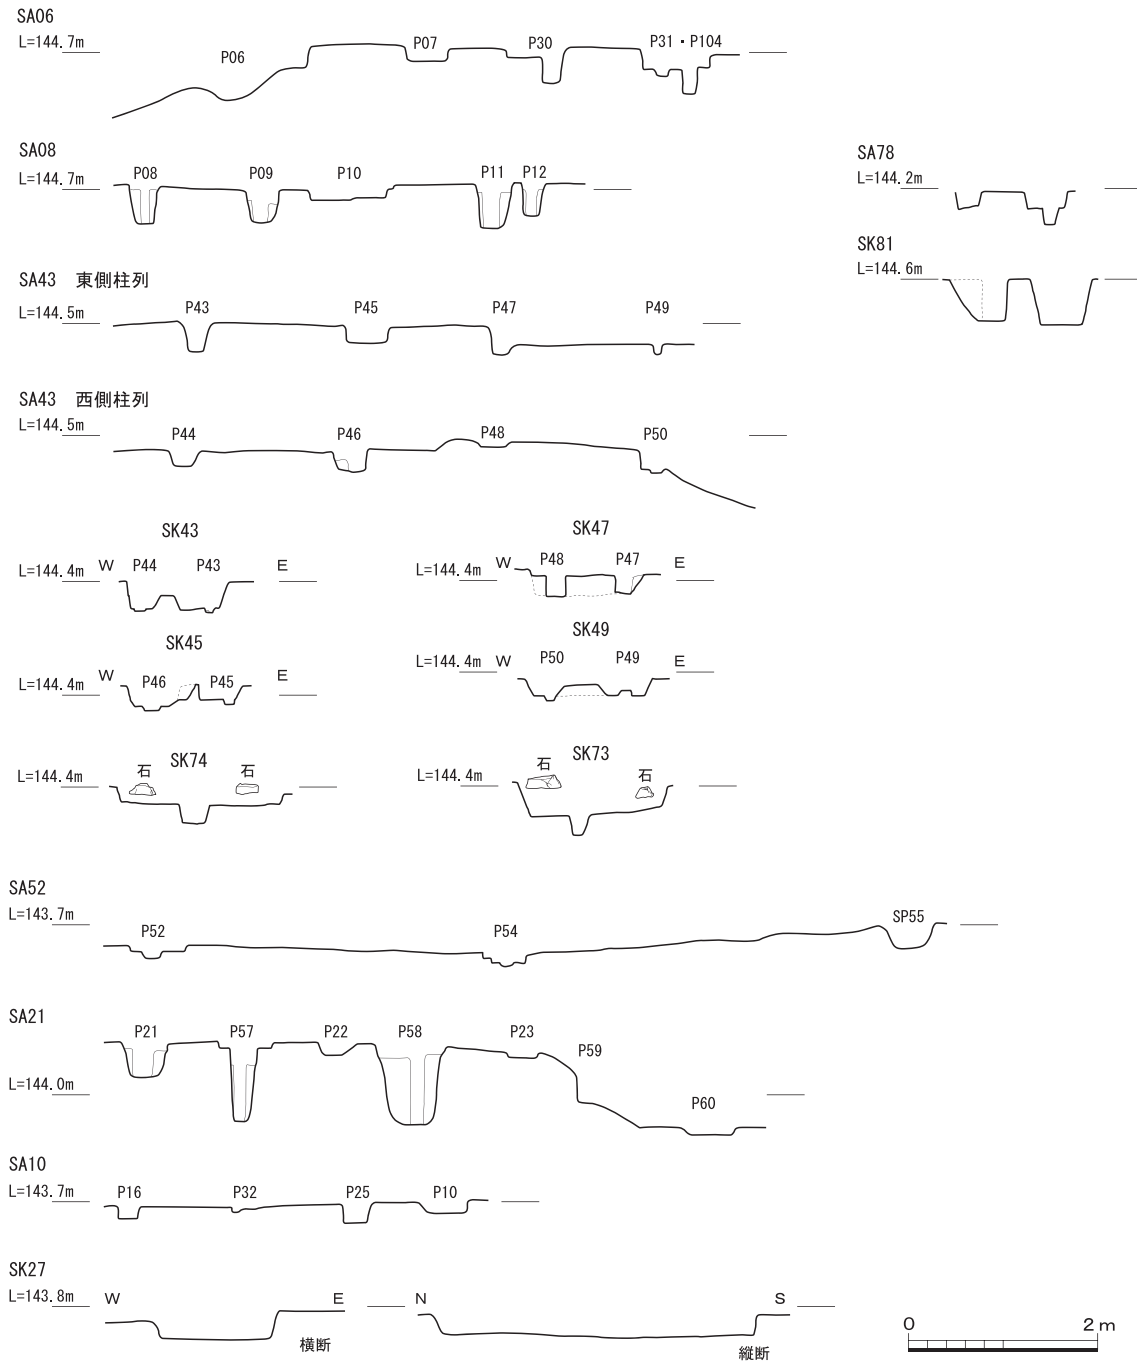 SA06
L=144.7m
P06 P07 P30 P31・P104
SA08
L=144.7m
P08 P09 P10 P11 P12
SA78
L=144.2m
SK81
L=144.6m
SA43 東側柱列
L=144.5m
P43 P45 P47 P49
SA43 西側柱列
L=144.5m
P44 P46 P48 P50
SK43
L=144.4m W P44 P43 E
SK47
L=144.4m W P48 P47 E
SK45
L=144.4m W P46 P45 E
SK49
L=144.4m W P50 P49 E
SK74
L=144.4m 石 石
SK73
L=144.4m 石 石
SA52
L=143.7m
P52 P54 SP55
SA21
P21 P57 P22 P58 P23 P59
L=144.0m
P60
SA10
L=143.7m
P16 P32 P25 P10
SK27
L=143.8m W E N S
横断 縦断
0 2m